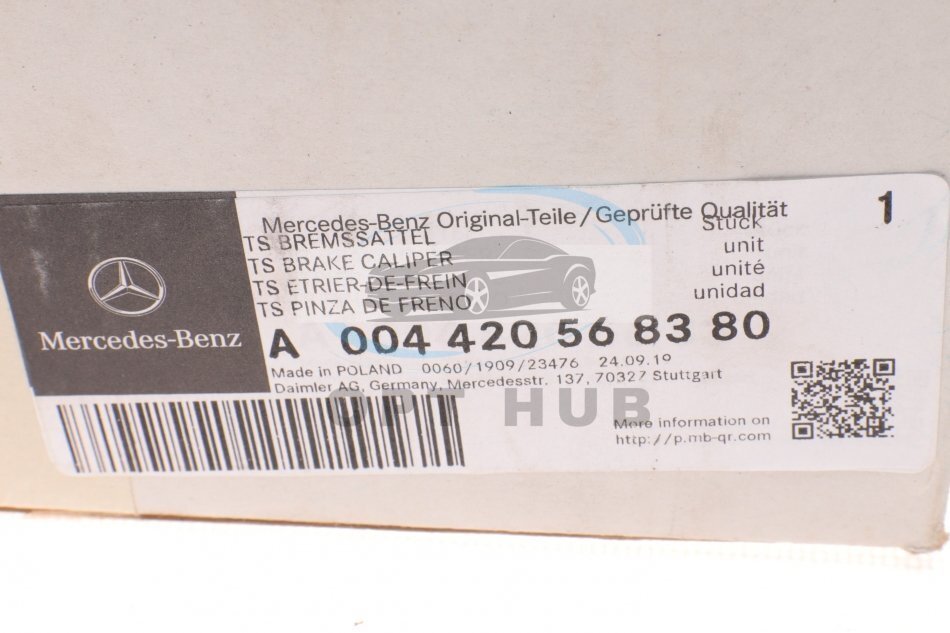 Mercedes-Benz Original-Teile / Geprüfte Qualität 1
TS BREMSSATTEL Stück
TS BRAKE CALIPER unit
TS ETRIER-DE-FREIN unité
TS PINZA DE FRENO unidad
Mercedes-Benz
A 004 420 56 83 80
Made in POLAND 0060/1909/23476 24.09.19
Daimler AG, Germany, Mercedesstr. 137, 70327 Stuttgart
OPT HUB
More information on
http://p.mb-qr.com